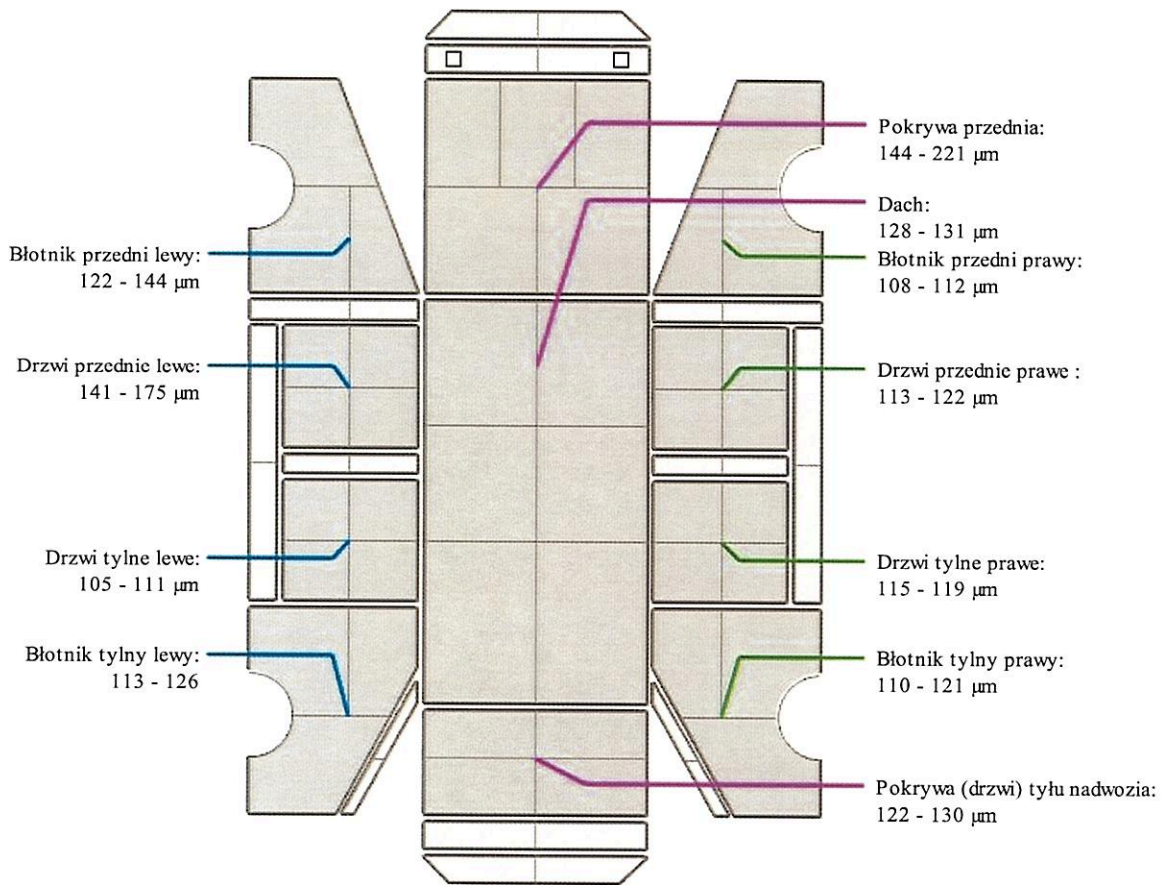 Pokrywa przednia:
144 - 221 µm
Dach:
128 - 131 µm
Błotnik przedni lewy:
122 - 144 µm
Błotnik przedni prawy:
108 - 112 µm
Drzwi przednie lewe:
141 - 175 µm
Drzwi przednie prawe :
113 - 122 µm
Drzwi tylne lewe:
105 - 111 µm
Drzwi tylne prawe:
115 - 119 µm
Błotnik tylny lewy:
113 - 126
Błotnik tylny prawy:
110 - 121 µm
Pokrywa (drzwi) tyłu nadwozia:
122 - 130 µm